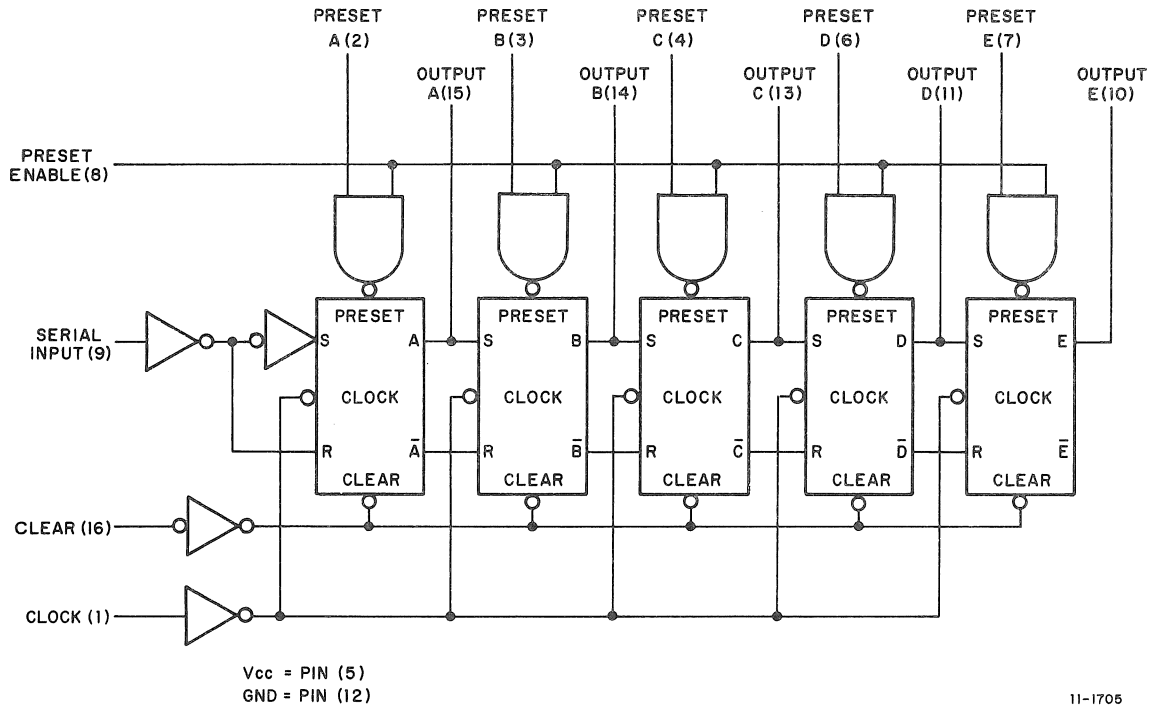 PRESET
A(2)
PRESET
B(3)
PRESET
C(4)
PRESET
D(6)
PRESET
E(7)
OUTPUT
A(15)
OUTPUT
B(14)
OUTPUT
C(13)
OUTPUT
D(11)
OUTPUT
E(10)
PRESET
ENABLE(8)
SERIAL
INPUT(9)
PRESET
S
A
CLOCK
R
A̅
CLEAR
PRESET
S
B
CLOCK
R
B̅
CLEAR
PRESET
S
C
CLOCK
R
C̅
CLEAR
PRESET
S
D
CLOCK
R
D̅
CLEAR
PRESET
S
E
CLOCK
R
E̅
CLEAR
CLEAR (16)
CLOCK (1)
Vcc = PIN (5)
GND = PIN (12)
11-1705